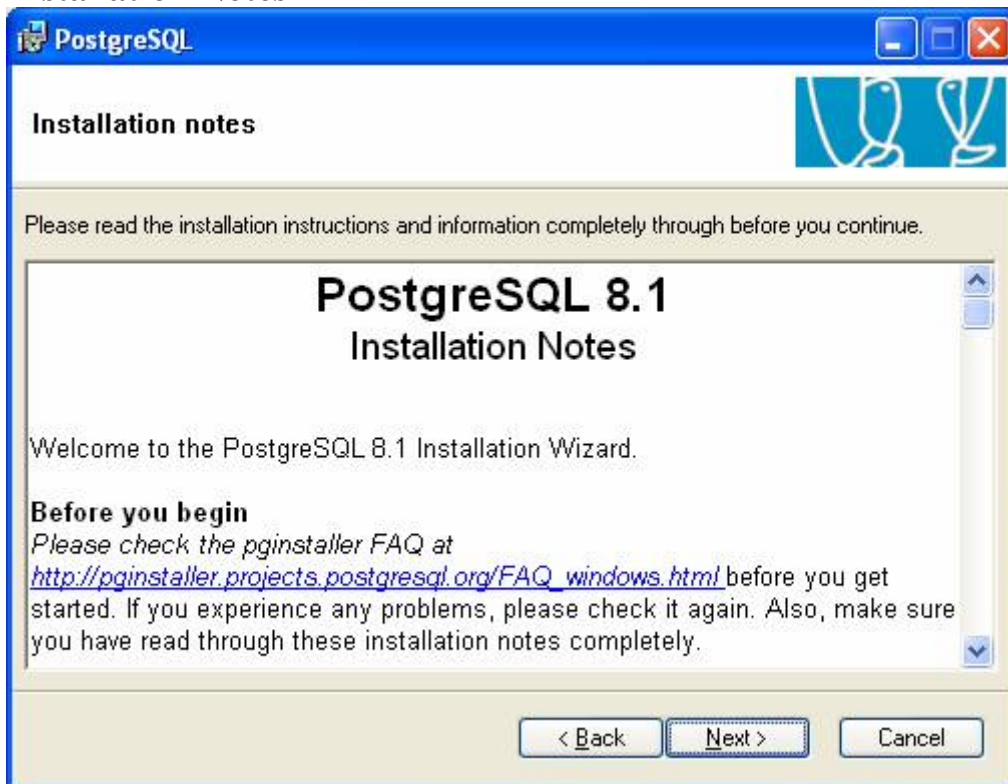 PostgreSQL
Installation notes
Please read the installation instructions and information completely through before you continue.
PostgreSQL 8.1
Installation Notes
Welcome to the PostgreSQL 8.1 Installation Wizard.
Before you begin
Please check the pginstaller FAQ at
http://pginstaller.projects.postgresql.org/FAQ_windows.html before you get
started. If you experience any problems, please check it again. Also, make sure
you have read through these installation notes completely.
< Back Next > Cancel